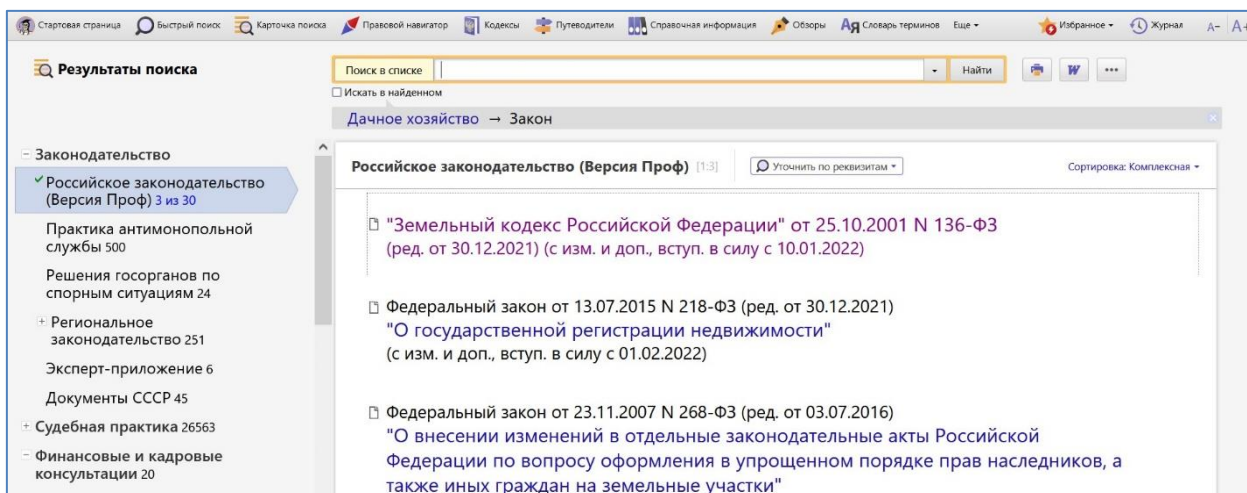 Стартовая страница Быстрый поиск Карточка поиска Правовой навигатор Кодексы Путеводители Справочная информация Обзоры Словарь терминов Еще Избранное Журнал А- А+
Результаты поиска
Поиск в списке Найти W
Искать в найденном
Дачное хозяйство → Закон
Законодательство
Российское законодательство
(Версия Проф) 3 из 30
Практика антимонопольной
службы 500
Решения госорганов по
спорным ситуациям 24
Региональное
законодательство 251
Эксперт-приложение 6
Документы СССР 45
Судебная практика 26563
Финансовые и кадровые
консультации 20
Российское законодательство (Версия Проф) [1:3] Уточнить по реквизитам Сортировка: Комплексная
"Земельный кодекс Российской Федерации" от 25.10.2001 N 136-ФЗ
(ред. от 30.12.2021) (с изм. и доп., вступ. в силу с 10.01.2022)
Федеральный закон от 13.07.2015 N 218-ФЗ (ред. от 30.12.2021)
"О государственной регистрации недвижимости"
(с изм. и доп., вступ. в силу с 01.02.2022)
Федеральный закон от 23.11.2007 N 268-ФЗ (ред. от 03.07.2016)
"О внесении изменений в отдельные законодательные акты Российской
Федерации по вопросу оформления в упрощенном порядке прав наследников, а
также иных граждан на земельные участки"